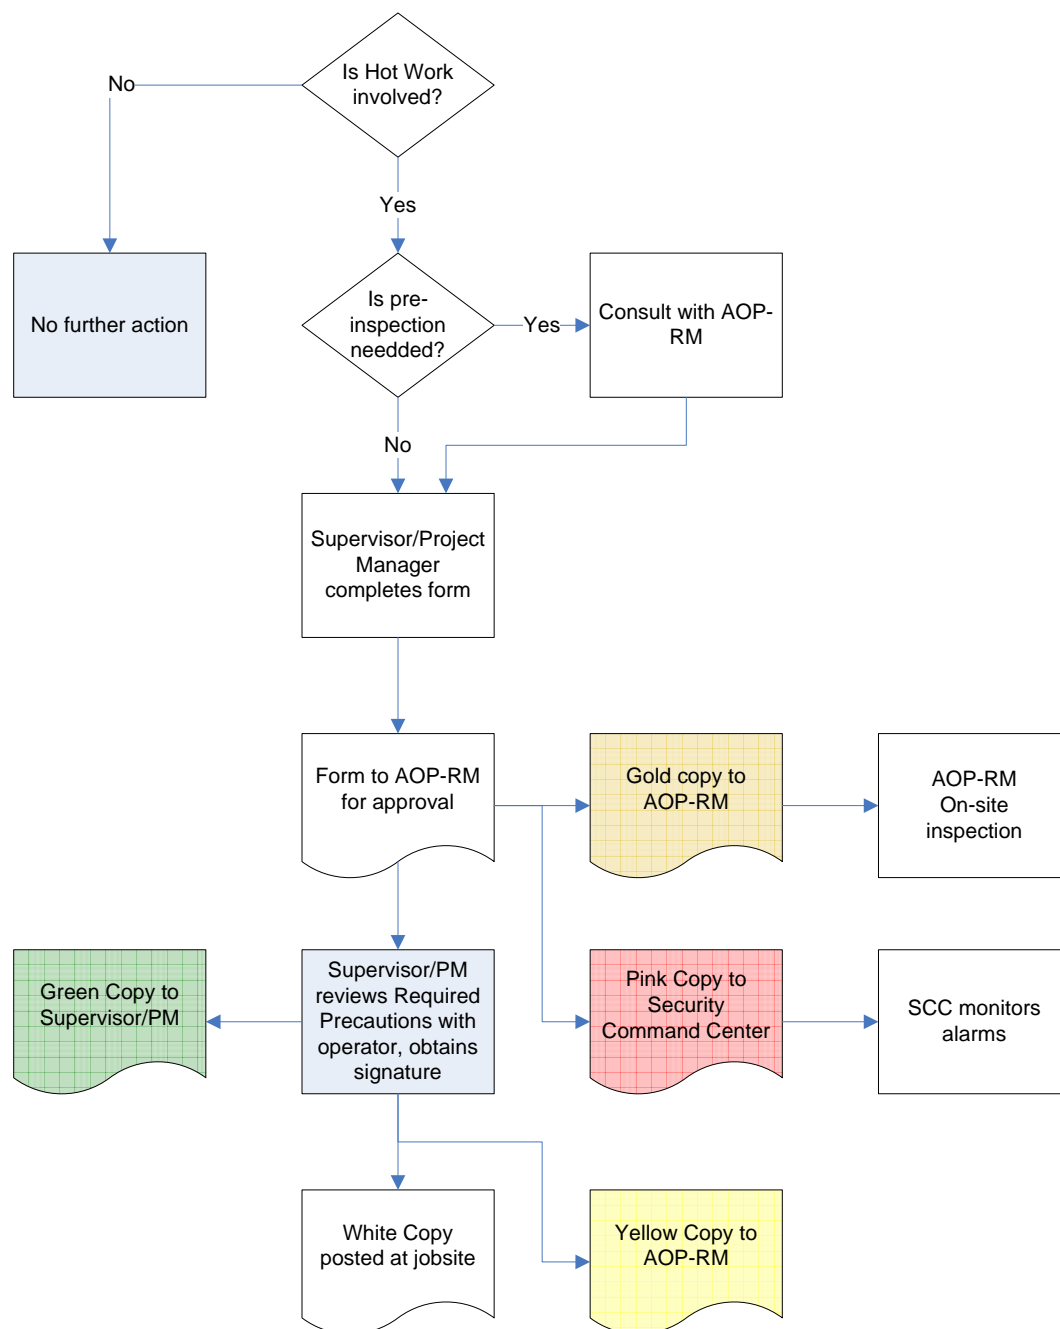 Is Hot Work
involved?
No
Yes
No further action
Is pre-
inspection
needded?
Yes
Consult with AOP-
RM
No
Supervisor/Project
Manager
completes form
Form to AOP-RM
for approval
Gold copy to
AOP-RM
AOP-RM
On-site
inspection
Green Copy to
Supervisor/PM
Supervisor/PM
reviews Required
Precautions with
operator, obtains
signature
Pink Copy to
Security
Command Center
SCC monitors
alarms
White Copy
posted at jobsite
Yellow Copy to
AOP-RM